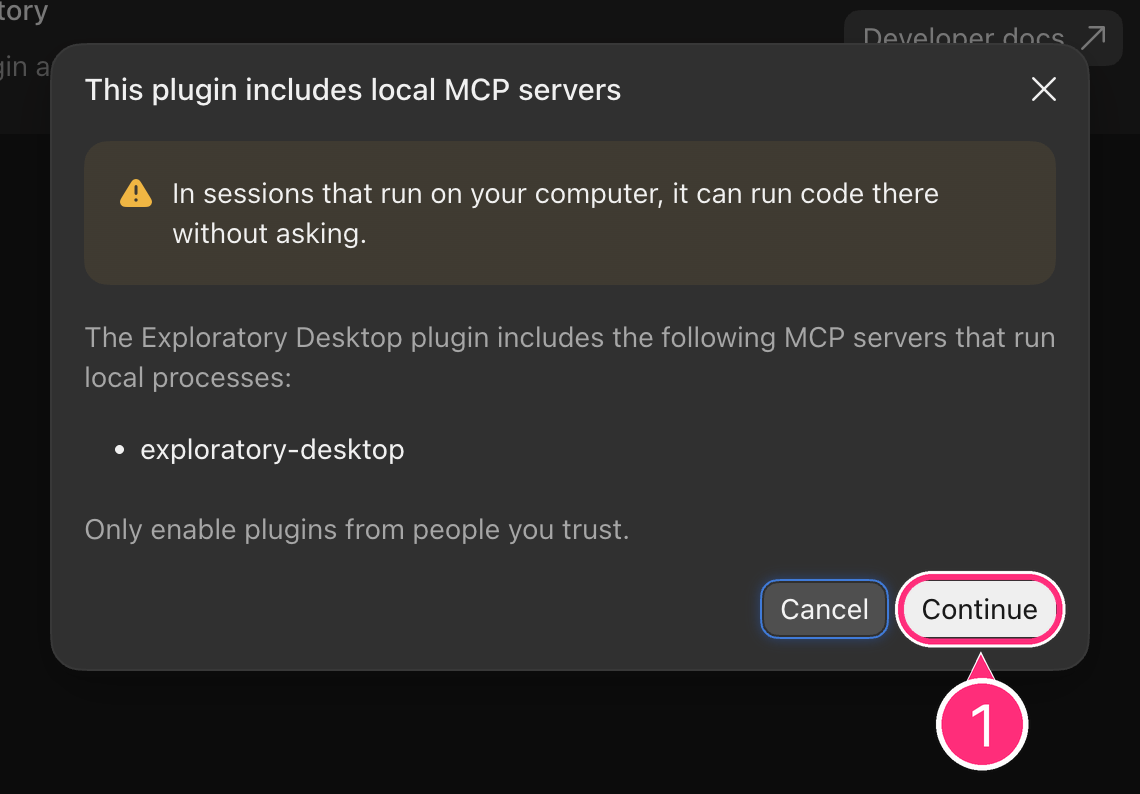 tory
Developer docs
gin a
This plugin includes local MCP servers
In sessions that run on your computer, it can run code there
without asking.
The Exploratory Desktop plugin includes the following MCP servers that run
local processes:
• exploratory-desktop
Only enable plugins from people you trust.
Cancel
Continue
1